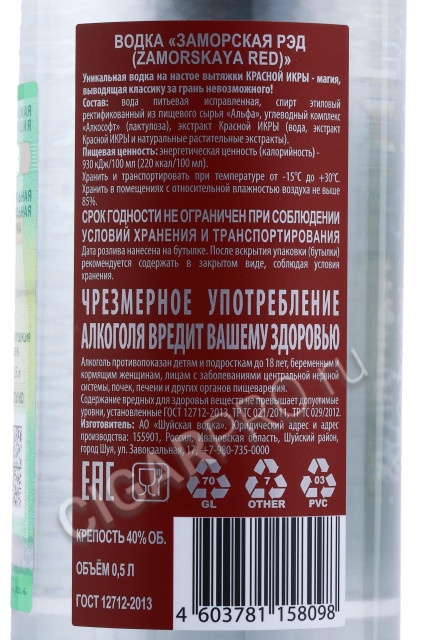 ВОДКА «ЗАМОРСКАЯ РЭД
(ZAMORSKAYA RED)»
Уникальная водка на настое вытяжки КРАСНОЙ ИКРЫ - магия,
выводящая классику за грань невозможного!
Состав: вода питьевая исправленная, спирт этиловый
ректификованный из пищевого сырья «Альфа», углеводный комплекс
«Алкософт» (лактулоза), экстракт Красной ИКРЫ (вода, экстракт
Красной ИКРЫ и натуральные растительные экстракты).
Пищевая ценность: энергетическая ценность (калорийность) -
930 кДж/100 мл (220 ккал/100 мл).
Хранить и транспортировать при температуре от -15°С до +30°С.
Хранить в помещениях с относительной влажностью воздуха не выше
85%.
СРОК ГОДНОСТИ НЕ ОГРАНИЧЕН ПРИ СОБЛЮДЕНИИ
УСЛОВИЙ ХРАНЕНИЯ И ТРАНСПОРТИРОВАНИЯ
Дата розлива нанесена на бутылке. После вскрытия упаковки (бутылки)
рекомендуется содержать в закрытом виде, соблюдая условия
хранения.
ЧРЕЗМЕРНОЕ УПОТРЕБЛЕНИЕ
АЛКОГОЛЯ ВРЕДИТ ВАШЕМУ ЗДОРОВЬЮ
Алкоголь противопоказан детям и подросткам до 18 лет, беременным и
кормящим женщинам, лицам с заболеваниями центральной нервной
системы, почек, печени и других органов пищеварения.
Содержание вредных для здоровья веществ не превышает допустимые
уровни, установленные ГОСТ 12712-2013, ТР ТС 021/2011, ТР ТС 029/2012.
Изготовитель: АО «Шуйская водка». Юридический адрес и адрес
производства: 155901, Россия, Ивановская область, Шуйский район,
город Шуя, ул. Завокзальная, 17, +7-980-735-0000
ЕАС
70
GL
7
OTHER
03
PVC
КРЕПОСТЬ 40% ОБ.
ОБЪЁМ 0,5 Л
ГОСТ 12712-2013
4 603781 158098
CIGARPRO.ru